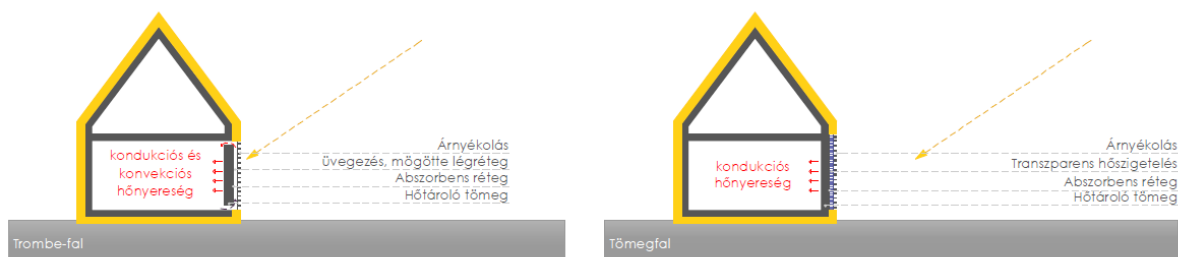 kondukciós és
konvekciós
hőnyereség
Árnyékolás
üvegezés, mögötte légréteg
Abszorbens réteg
Hőtároló tömeg
Trombe-fal
kondukciós
hőnyereség
Árnyékolás
Transzparens hőszigetelés
Abszorbens réteg
Hőtároló tömeg
Tömegfal